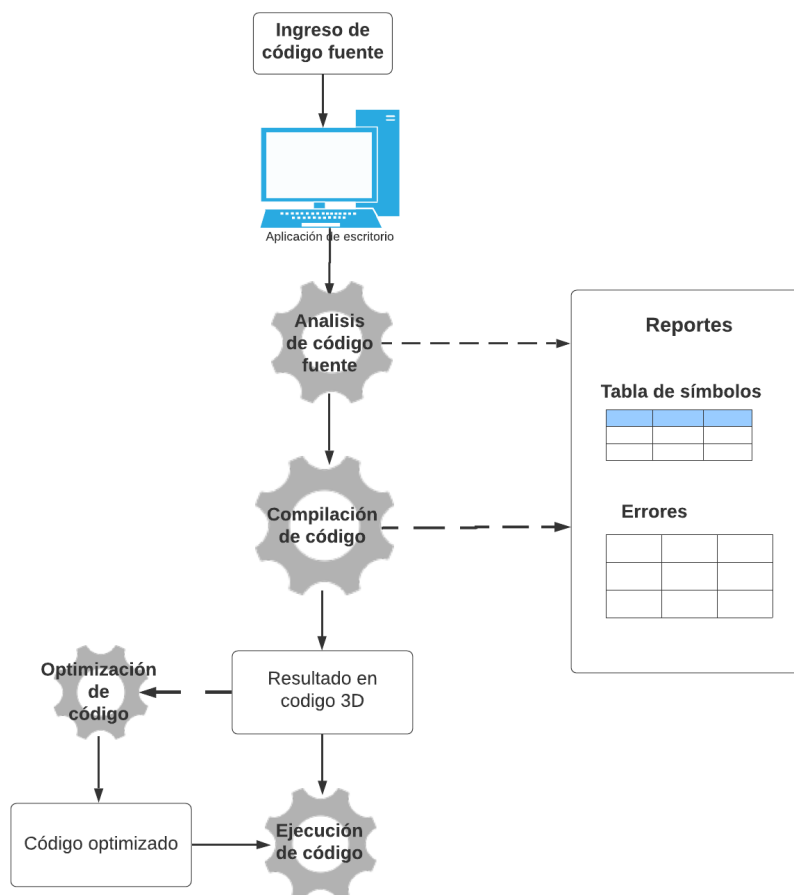 Ingreso de
código fuente
Aplicación de escritorio
Analisis
de código
fuente
Reportes
Tabla de símbolos
Compilación
de código
Errores
Optimización
de
código
Resultado en
codigo 3D
Código optimizado
Ejecución
de código